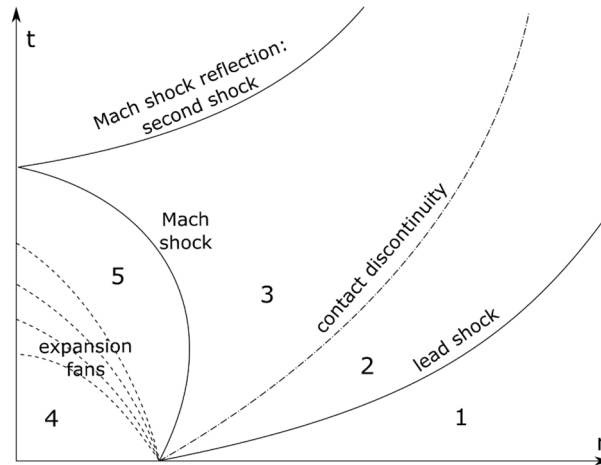 t
Mach shock reflection:
second shock
Mach
shock
contact discontinuity
5
3
expansion
fans
2
lead shock
4
1
r